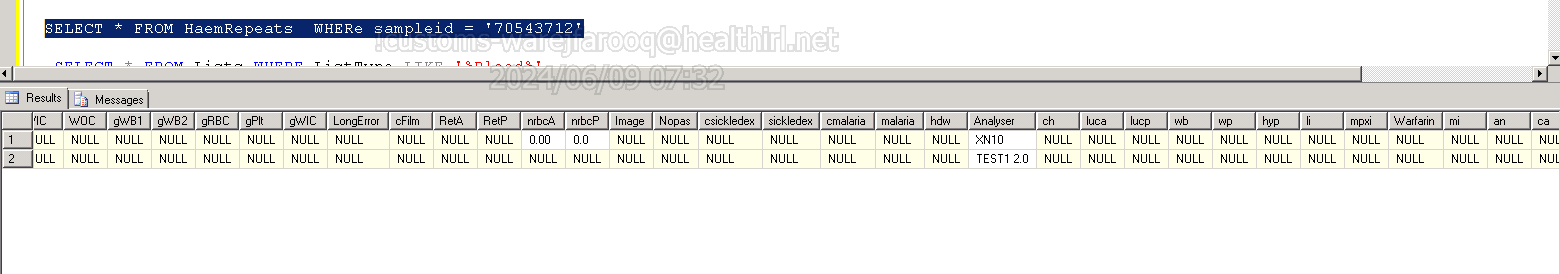 SELECT * FROM HaemRepeats  WHERe sampleid = '70543712'
!customs-warejfarooq@healthirl.net
SELECT * FROM Lists WHERE ListType LIKE '%Blood%'
2024/06/09 07:32
Results Messages
WOC gWB1 gWB2 gRBC gPlt gWIC LongError cFilm RetA RetP nrbcA nrbcP Image Nopas csickledex sickledex cmalaria malaria hdw Analyser ch luca lucp wb wp hyp li mpxi Warfarin mi an ca
1 ULL NULL NULL NULL NULL NULL NULL NULL NULL NULL NULL 0.00 0.0 NULL NULL NULL NULL NULL NULL NULL XN10 NULL NULL NULL NULL NULL NULL NULL NULL NULL NULL NULL NULL
2 ULL NULL NULL NULL NULL NULL NULL NULL NULL NULL NULL NULL NULL NULL NULL NULL NULL NULL NULL NULL TEST1 2.0 NULL NULL NULL NULL NULL NULL NULL NULL NULL NULL NULL NULL